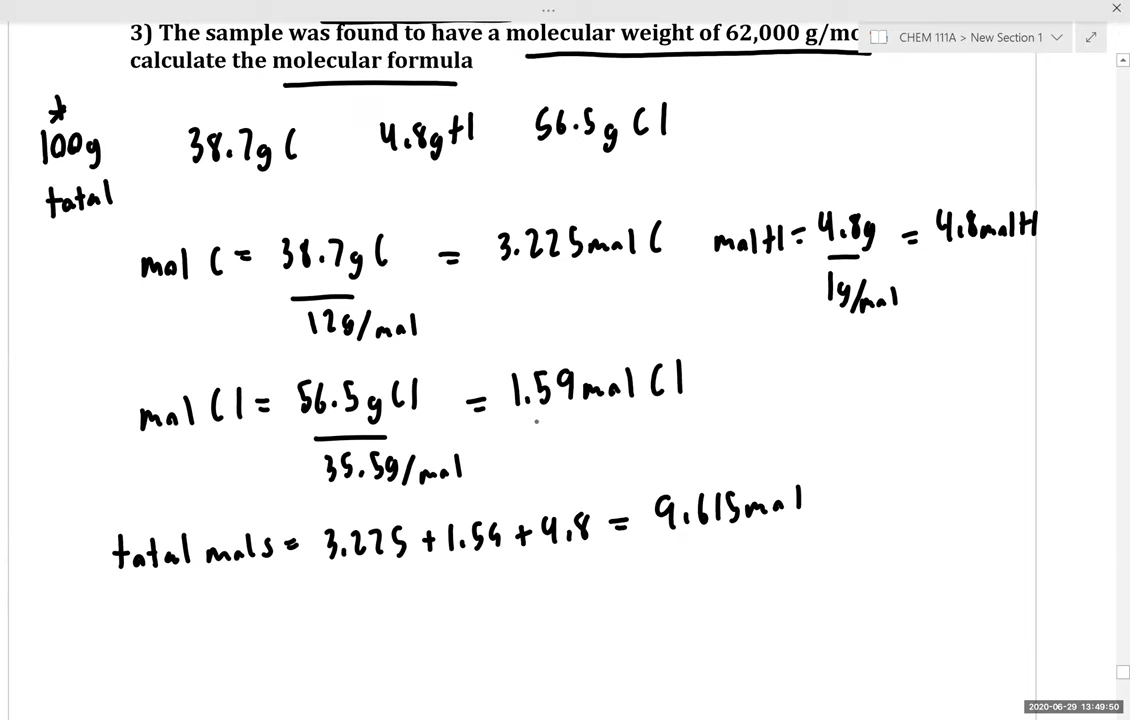 3) The sample was found to have a molecular weight of 62,000 g/mo
CHEM 111A > New Section 1
calculate the molecular formula
100g total
38.7g C 4.8g H 56.5g Cl
mol C = 38.7g C / 12g/mol = 3.225 mol C
mol H = 4.8g / 1g/mol = 4.8 mol H
mol Cl = 56.5g Cl / 35.5g/mol = 1.59 mol Cl
total mols = 3.225 + 1.59 + 4.8 = 9.615 mol
2020-06-29 13:49:50